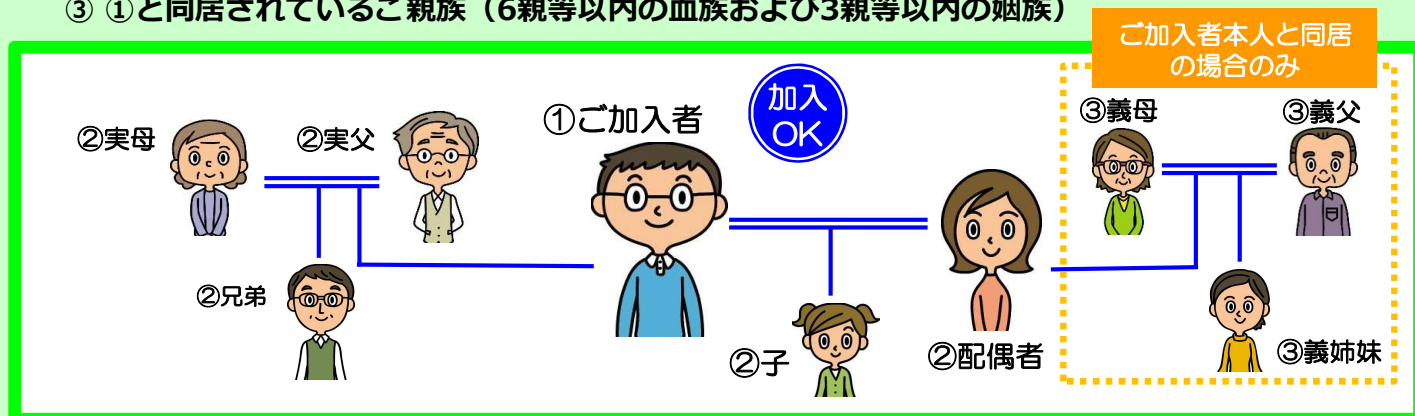 ③ ①と同居されているご親族（6親等以内の血族および3親等以内の姻族）
ご加入者本人と同居
の場合のみ
加入
OK
①ご加入者
②実母
②実父
③義母
③義父
②兄弟
②子
②配偶者
③義姉妹